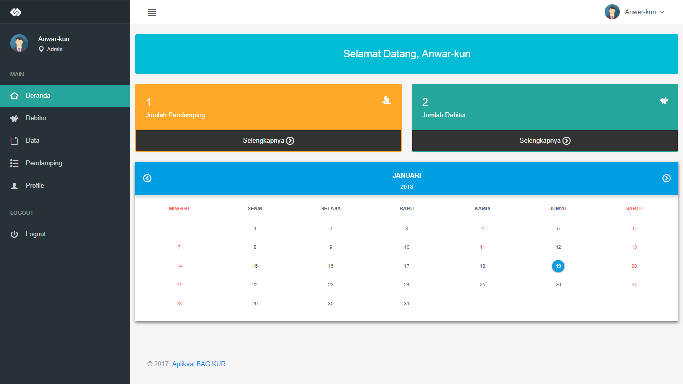 Anwar-kun
Anwar-kun
Admin
MAIN
Beranda
Debitur
Data
Pendamping
Profile
LOGOUT
Logout
Selamat Datang, Anwar-kun
1
Jumlah Pendamping
Selengkapnya
2
Jumlah Debitur
Selengkapnya
JANUARI
2018
MINGGU SENIN SELASA RABU KAMIS JUMAT SABTU
1 2 3 4 5 6
7 8 9 10 11 12 13
14 15 16 17 18 19 20
21 22 23 24 25 26 27
28 29 30 31
© 2017. Aplikasi BAG KUR